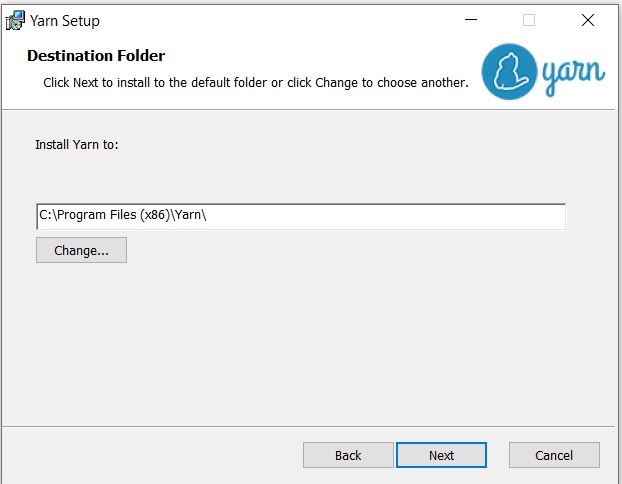 Yarn Setup
Destination Folder
Click Next to install to the default folder or click Change to choose another.
yarn
Install Yarn to:
C:\Program Files (x86)\Yarn\
Change...
Back
Next
Cancel